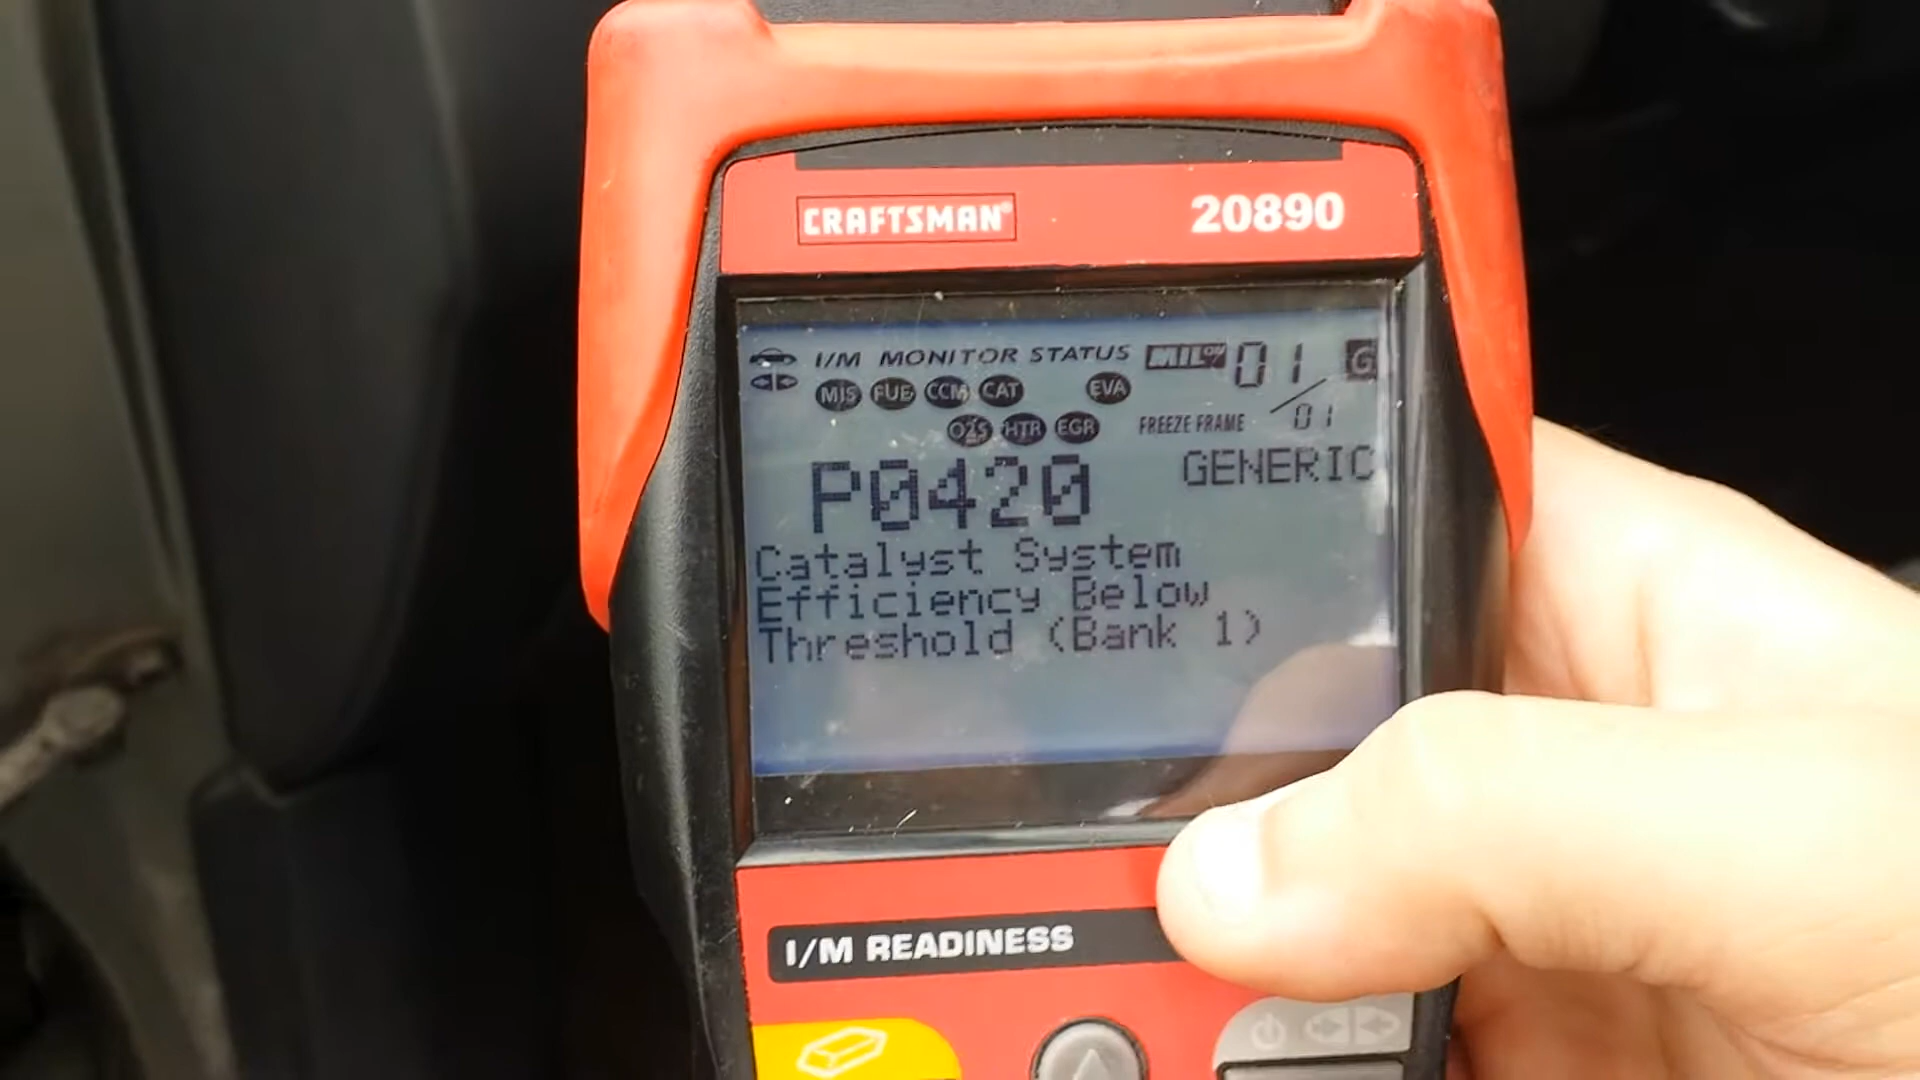 CRAFTSMAN® 20890
I/M MONITOR STATUS MIL ON 01 G
MIS FUE CCM CAT EVA
O2S HTR EGR FREEZE FRAME 01
P0420 GENERIC
Catalyst System
Efficiency Below
Threshold (Bank 1)
I/M READINESS